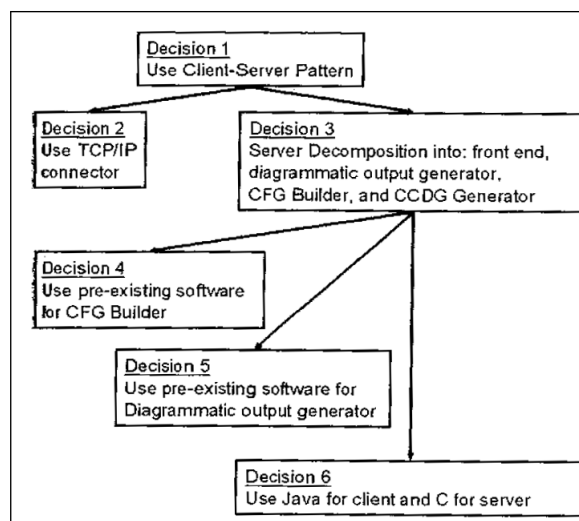 Decision 1
Use Client-Server Pattern
Decision 2
Use TCP/IP
connector
Decision 3
Server Decomposition into: front end,
diagrammatic output generator,
CFG Builder, and CCDG Generator
Decision 4
Use pre-existing software
for CFG Builder
Decision 5
Use pre-existing software for
Diagrammatic output generator
Decision 6
Use Java for client and C for server